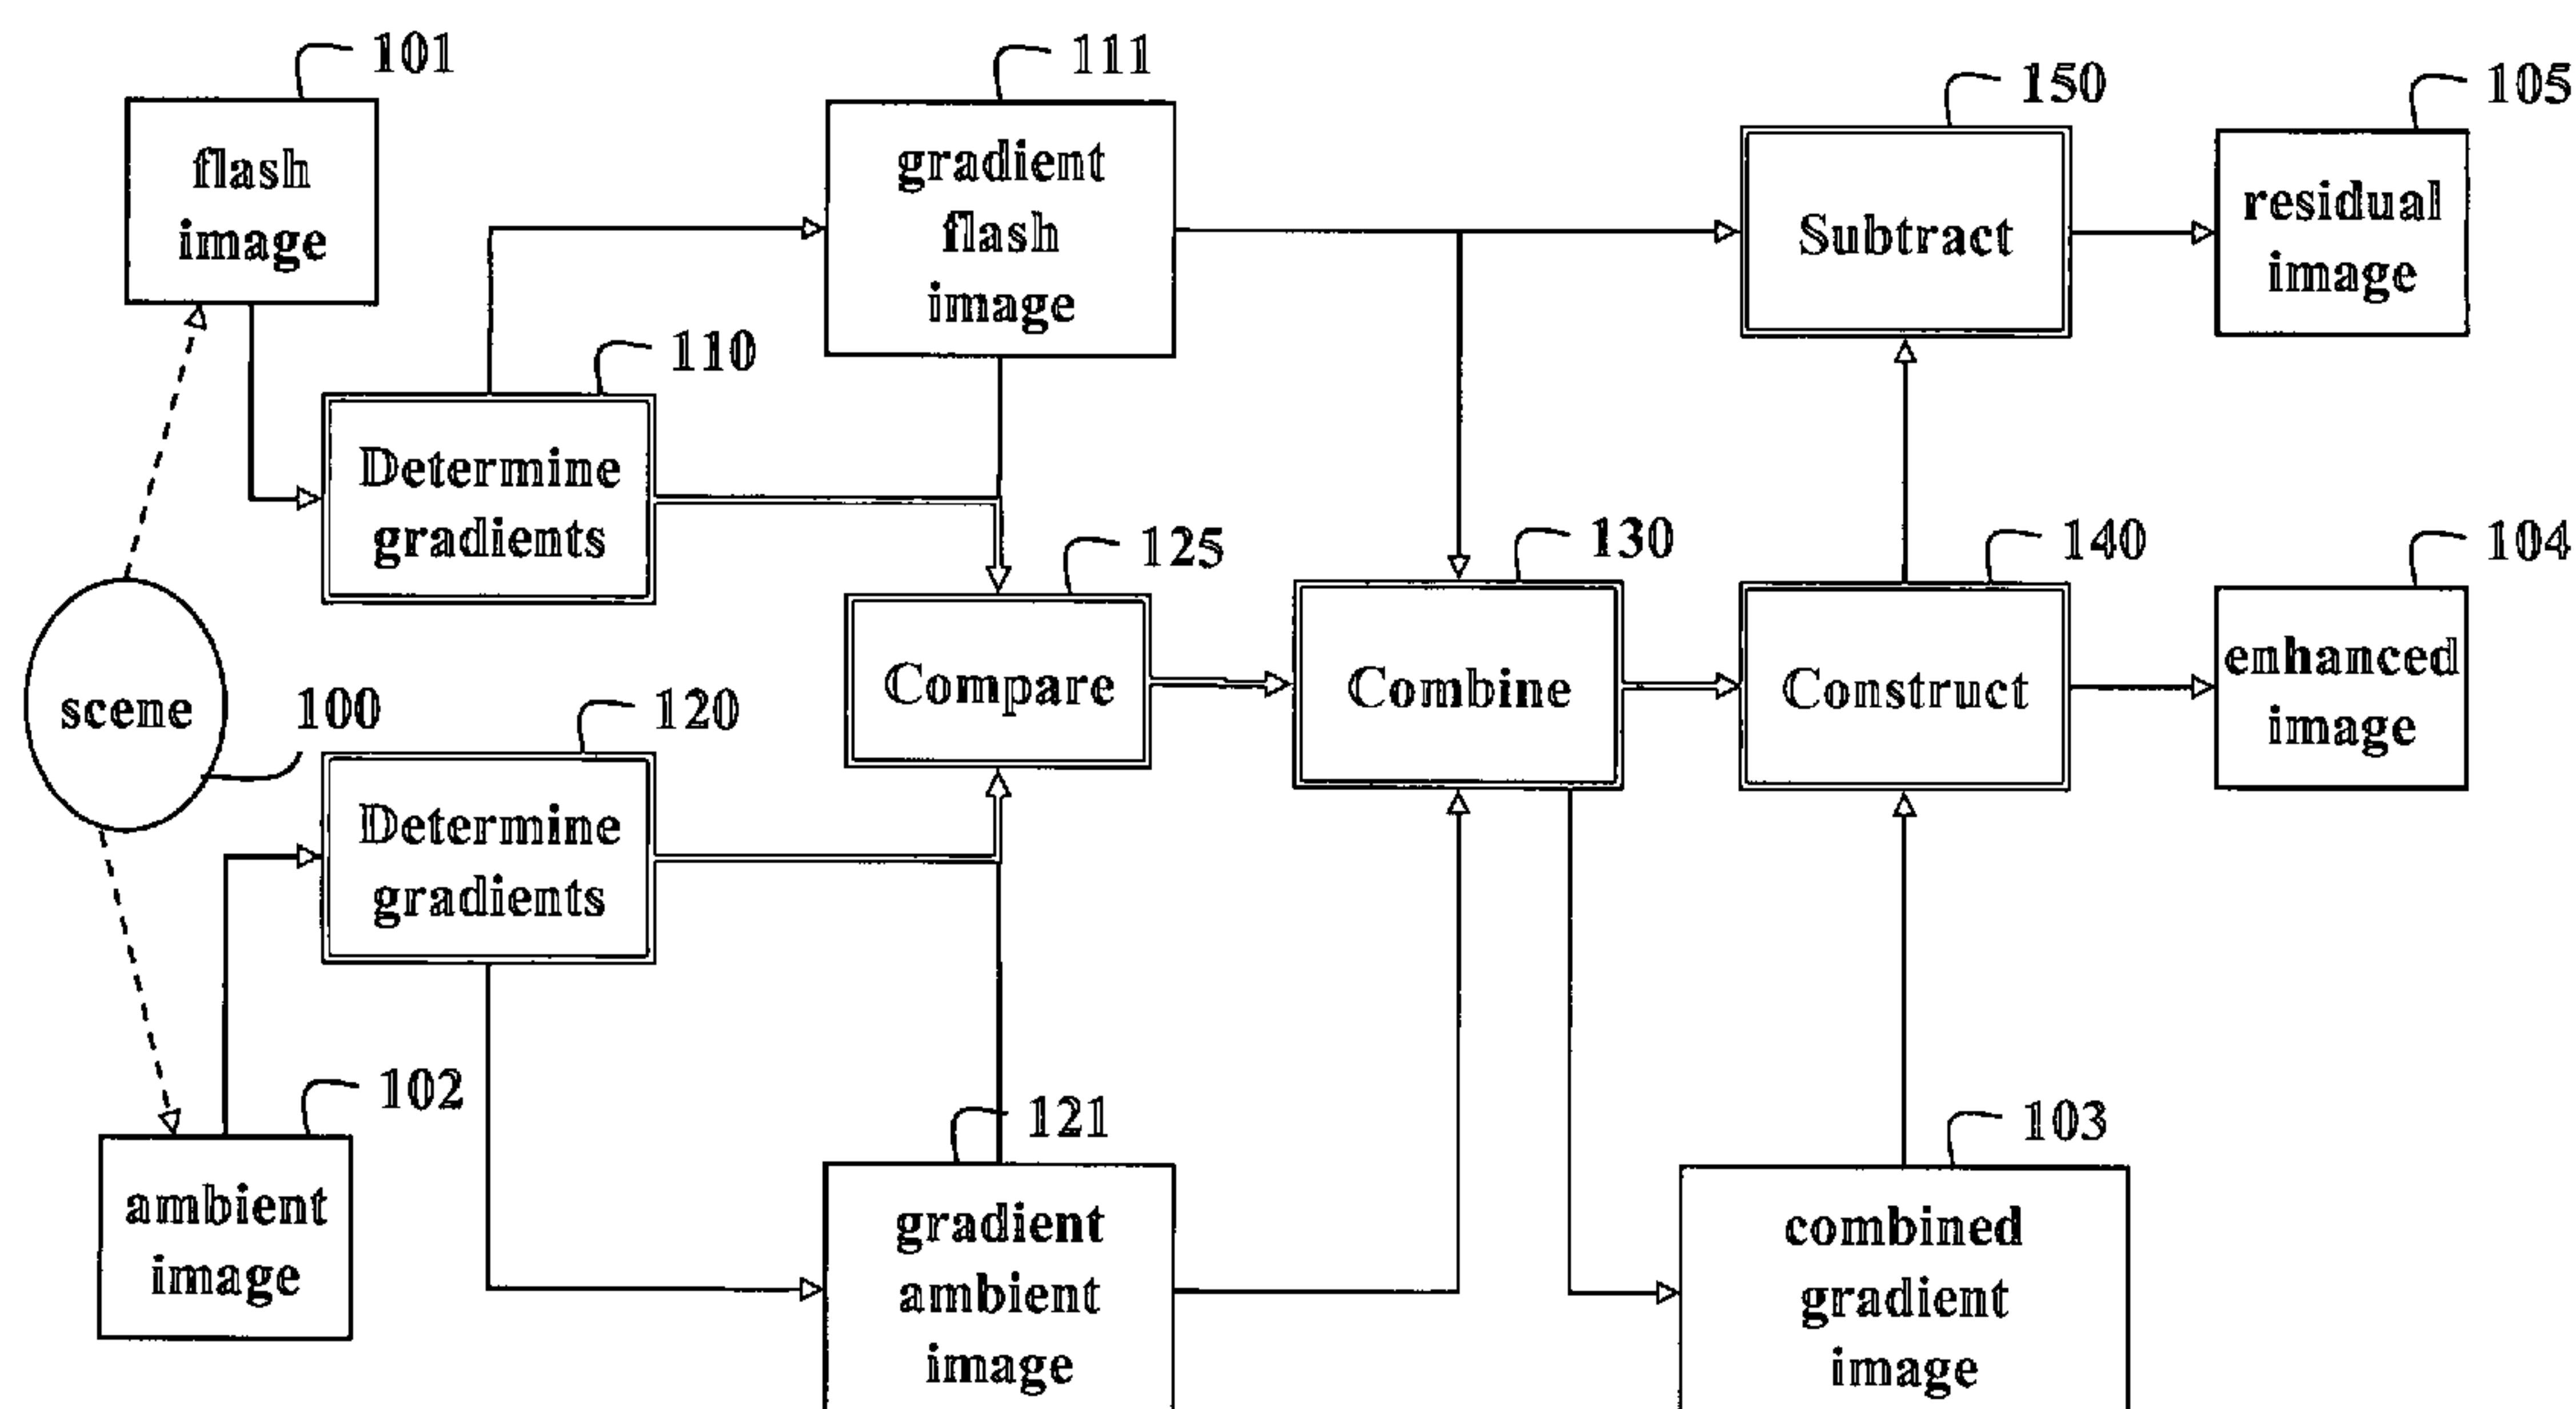 101
flash
image
111
gradient
flash
image
150
Subtract
105
residual
image
110
Determine
gradients
125
Compare
130
Combine
140
Construct
104
enhanced
image
scene
100
120
Determine
gradients
102
ambient
image
121
gradient
ambient
image
103
combined
gradient
image